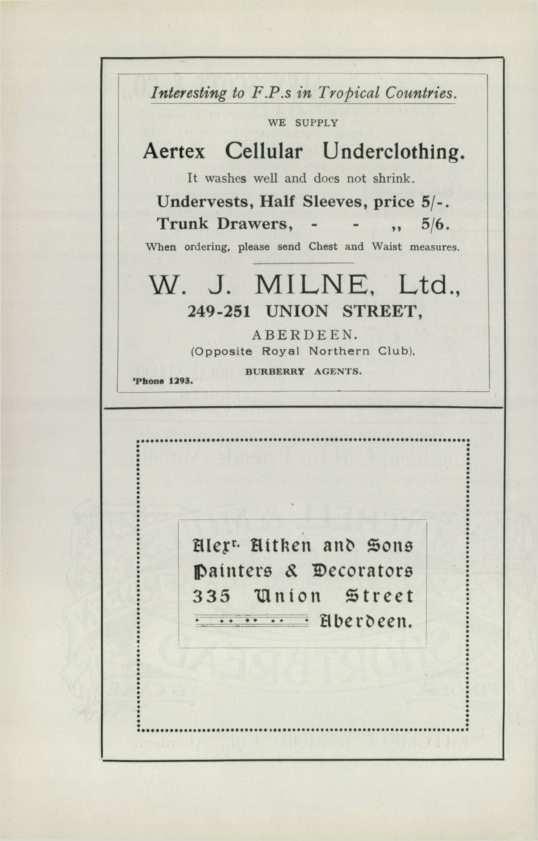 Interesting to F.P.s in Tropical Countries.
WE SUPPLY
Aertex Cellular Underclothing.
It washes well and does not shrink.
Undervests, Half Sleeves, price 5/-.
Trunk Drawers, - - ,, 5/6.
When ordering, please send Chest and Waist measures.
W. J. MILNE, Ltd.,
249-251 UNION STREET,
ABERDEEN.
(Opposite Royal Northern Club).
BURBERRY AGENTS.
'Phone 1293.
Alexr. Aitken and Sons
Painters & Decorators
335 Union Street
Aberdeen.